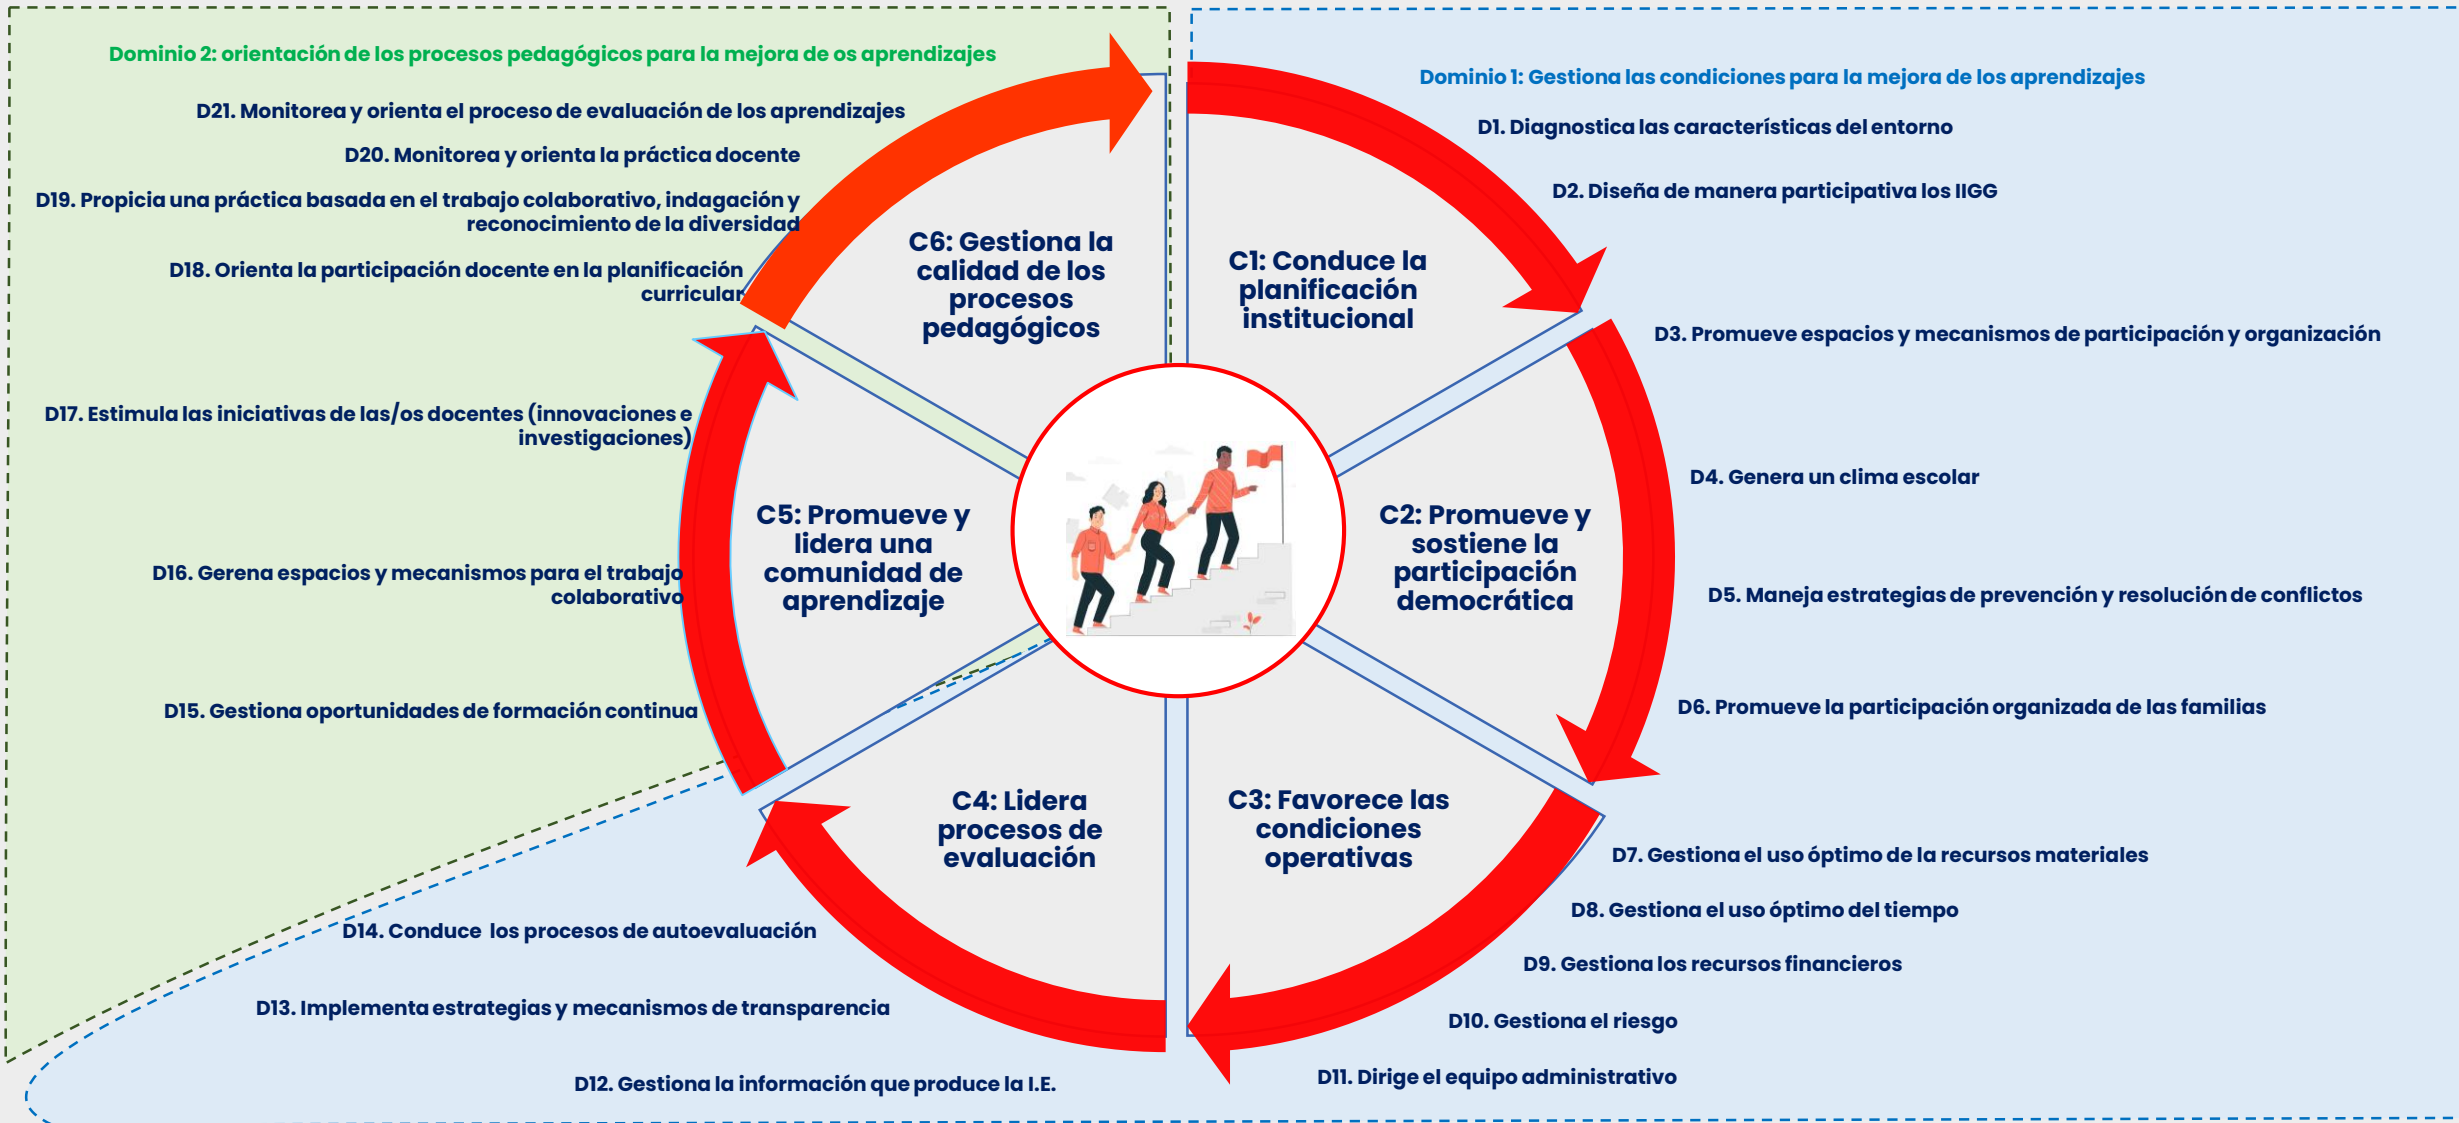 Dominio 2: orientación de los procesos pedagógicos para la mejora de os aprendizajes
D21. Monitorea y orienta el proceso de evaluación de los aprendizajes
D20. Monitorea y orienta la práctica docente
D19. Propicia una práctica basada en el trabajo colaborativo, indagación y
reconocimiento de la diversidad
D18. Orienta la participación docente en la planificación
curricular
D17. Estimula las iniciativas de las/os docentes (innovaciones e
investigaciones)
D16. Gerena espacios y mecanismos para el trabajo
colaborativo
D15. Gestiona oportunidades de formación continua
D14. Conduce los procesos de autoevaluación
D13. Implementa estrategias y mecanismos de transparencia
D12. Gestiona la información que produce la I.E.
C6: Gestiona la
calidad de los
procesos
pedagógicos
C1: Conduce la
planificación
institucional
C5: Promueve y
lidera una
comunidad de
aprendizaje
C2: Promueve y
sostiene la
participación
democrática
C4: Lidera
procesos de
evaluación
C3: Favorece las
condiciones
operativas
Dominio 1: Gestiona las condiciones para la mejora de los aprendizajes
D1. Diagnostica las características del entorno
D2. Diseña de manera participativa los IIGG
D3. Promueve espacios y mecanismos de participación y organización
D4. Genera un clima escolar
D5. Maneja estrategias de prevención y resolución de conflictos
D6. Promueve la participación organizada de las familias
D7. Gestiona el uso óptimo de la recursos materiales
D8. Gestiona el uso óptimo del tiempo
D9. Gestiona los recursos financieros
D10. Gestiona el riesgo
D11. Dirige el equipo administrativo